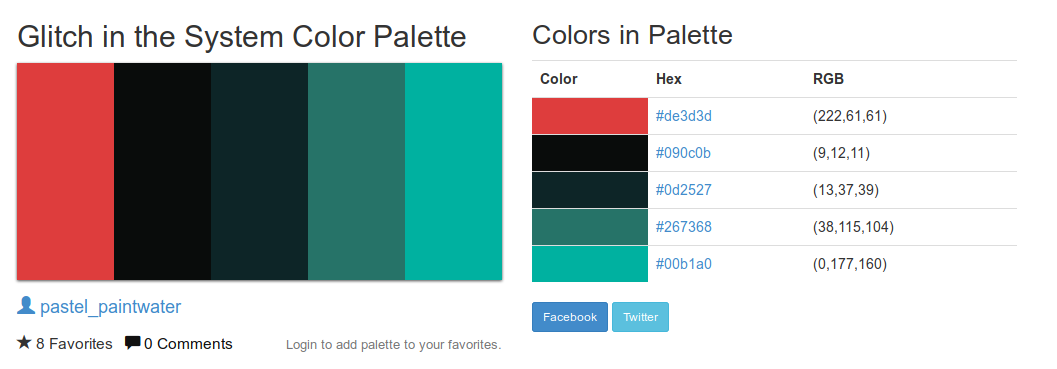 Glitch in the System Color Palette
pastel_paintwater
8 Favorites 0 Comments Login to add palette to your favorites.
Colors in Palette
Color Hex RGB
#de3d3d (222,61,61)
#090c0b (9,12,11)
#0d2527 (13,37,39)
#267368 (38,115,104)
#00b1a0 (0,177,160)
Facebook Twitter